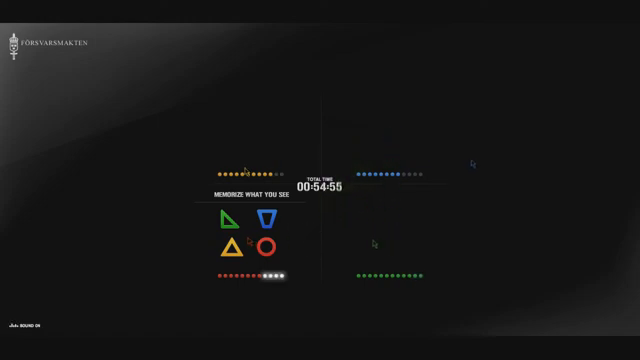 FÖRSVARSMAKTEN
TOTAL TIME
00:54:55
MEMORIZE WHAT YOU SEE
SOUND ON